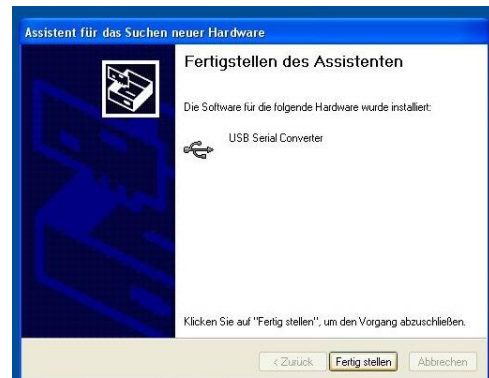 Assistent für das Suchen neuer Hardware
Fertigstellen des Assistenten
Die Software für die folgende Hardware wurde installiert:
USB Serial Converter
Klicken Sie auf "Fertig stellen", um den Vorgang abzuschließen.
< Zurück
Fertig stellen
Abbrechen